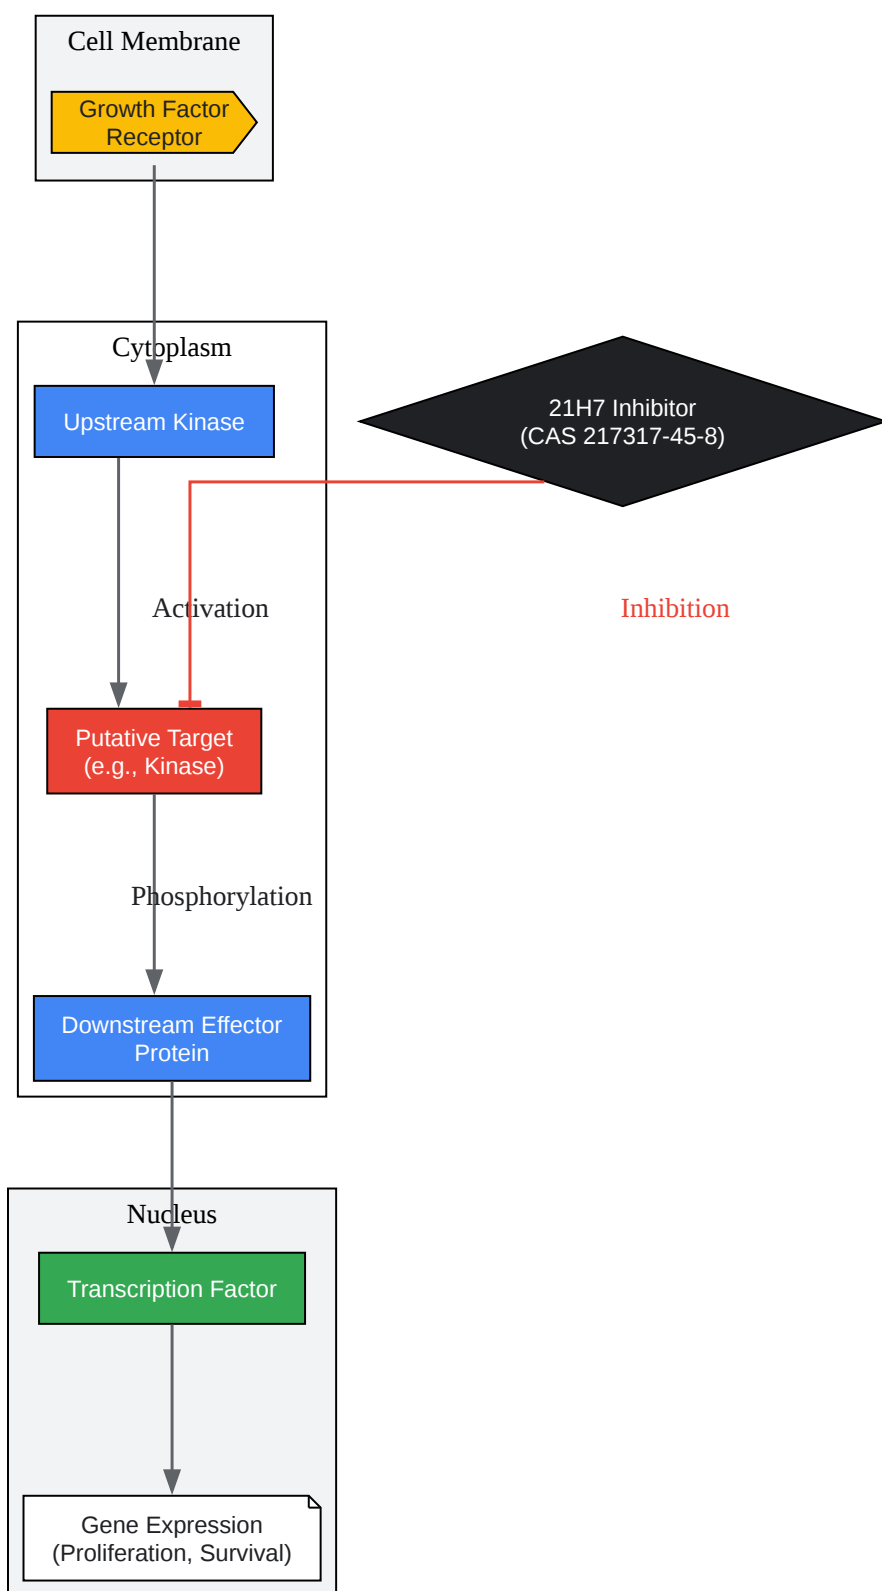 Cell Membrane
Growth Factor
Receptor
Cytoplasm
Upstream Kinase
21H7 Inhibitor
(CAS 217317-45-8)
Activation
Inhibition
Putative Target
(e.g., Kinase)
Phosphorylation
Downstream Effector
Protein
Nucleus
Transcription Factor
Gene Expression
(Proliferation, Survival)